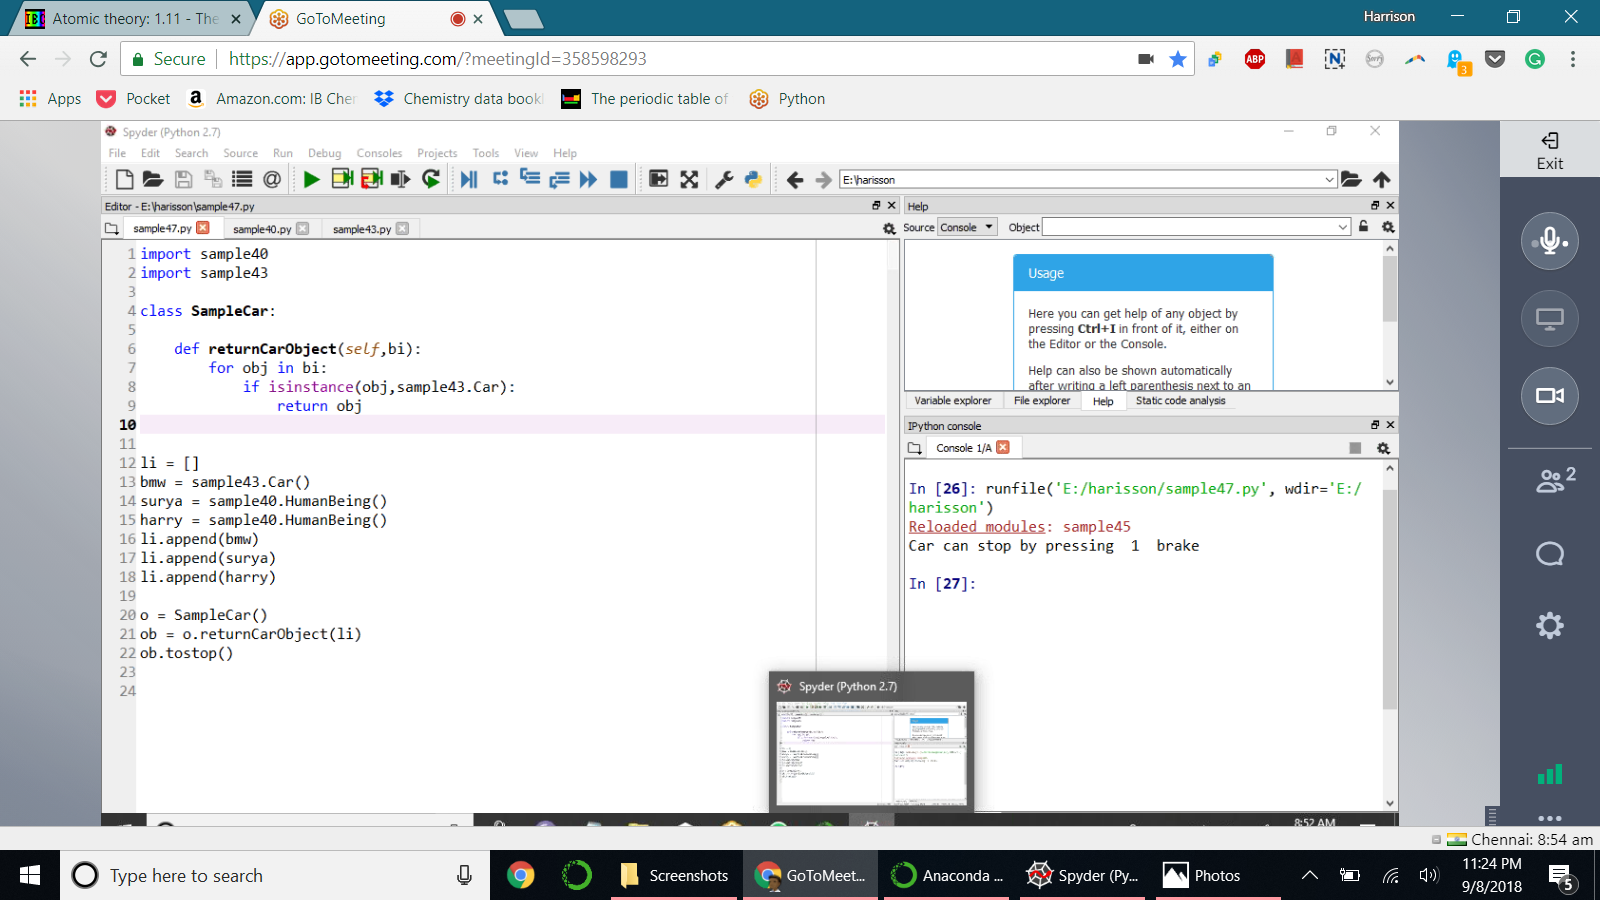 Atomic theory: 1.11 - The
GoToMeeting
Harrison
Secure
https://app.gotomeeting.com/?meetingId=358598293
ABP
N
3
Apps
Pocket
Amazon.com: IB Cher
Chemistry data book
The periodic table of
Python
Spyder (Python 2.7)
File Edit Search Source Run Debug Consoles Projects Tools View Help
E:\harisson
Editor - E:\harisson\sample47.py
sample47.py
sample40.py
sample43.py
1 import sample40
2 import sample43
3
4 class SampleCar:
5
6 def returnCarObject(self,bi):
7 for obj in bi:
8 if isinstance(obj,sample43.Car):
9 return obj
10
11
12 li = []
13 bmw = sample43.Car()
14 surya = sample40.HumanBeing()
15 harry = sample40.HumanBeing()
16 li.append(bmw)
17 li.append(surya)
18 li.append(harry)
19
20 o = SampleCar()
21 ob = o.returnCarObject(li)
22 ob.tostop()
23
24
Help
Source Console Object
Usage
Here you can get help of any object by
pressing Ctrl+I in front of it, either on
the Editor or the Console.
Help can also be shown automatically
after writing a left parenthesis next to an
Variable explorer File explorer Help Static code analysis
IPython console
Console 1/A
In [26]: runfile('E:/harisson/sample47.py', wdir='E:/
harisson')
Reloaded modules: sample45
Car can stop by pressing 1 brake
In [27]:
Spyder (Python 2.7)
8:52 AM
Exit
2
Chennai: 8:54 am
Type here to search
Screenshots
GoToMeet...
Anaconda ...
Spyder (Py...
Photos
11:24 PM
9/8/2018
5